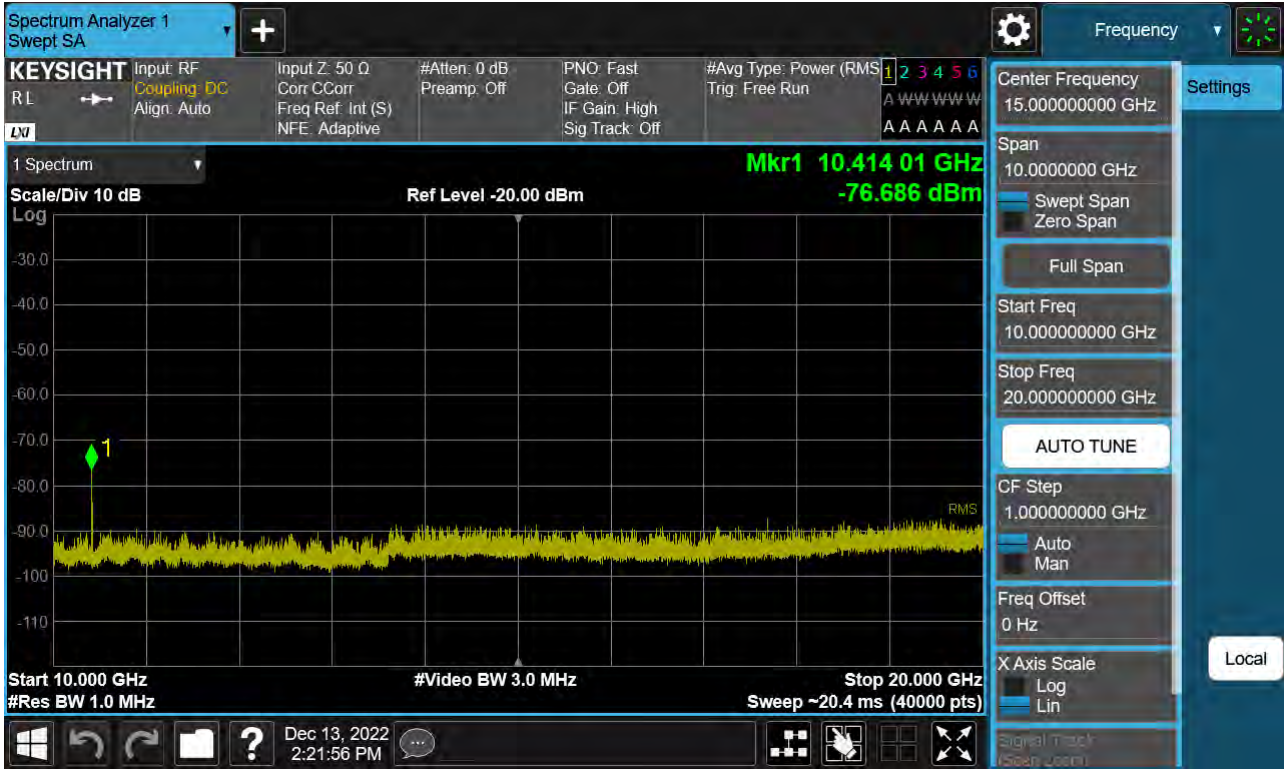 Spectrum Analyzer 1
Swept SA
+
Frequency
KEYSIGHT
RL
LXI
Input: RF
Coupling: DC
Align: Auto
Input Z: 50 Ω
Corr CCorr
Freq Ref: Int (S)
NFE: Adaptive
#Atten: 0 dB
Preamp: Off
PNO: Fast
Gate: Off
IF Gain: High
Sig Track: Off
#Avg Type: Power (RMS
Trig: Free Run
1 2 3 4 5 6
A W W W W W
A A A A A A
1 Spectrum
Mkr1 10.414 01 GHz
Scale/Div 10 dB
Ref Level -20.00 dBm
-76.686 dBm
Log
-30.0
-40.0
-50.0
-60.0
-70.0
1
-80.0
RMS
-90.0
-100
-110
Start 10.000 GHz
#Video BW 3.0 MHz
Stop 20.000 GHz
#Res BW 1.0 MHz
Sweep ~20.4 ms (40000 pts)
Center Frequency
15.000000000 GHz
Settings
Span
10.0000000 GHz
Swept Span
Zero Span
Full Span
Start Freq
10.000000000 GHz
Stop Freq
20.000000000 GHz
AUTO TUNE
CF Step
1.000000000 GHz
Auto
Man
Freq Offset
0 Hz
X Axis Scale
Log
Lin
Local
Signal Track
(Span Zoom)
?
Dec 13, 2022
2:21:56 PM